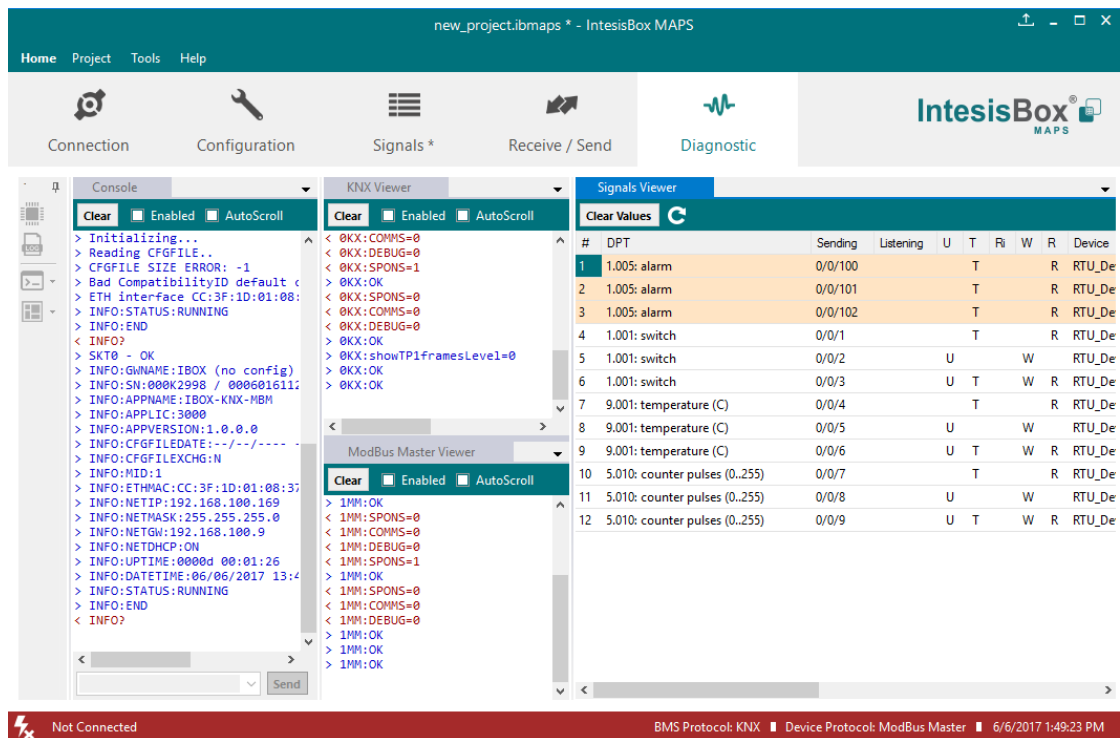 new_project.ibmaps * - IntesisBox MAPS
Home Project Tools Help
Connection Configuration Signals * Receive / Send Diagnostic
IntesisBox® MAPS
Console
Clear Enabled AutoScroll
> Initializing...
> Reading CFGFILE..
> CFGFILE SIZE ERROR: -1
> Bad CompatibilityID default c
> ETH interface CC:3F:1D:01:08:
> INFO:STATUS:RUNNING
> INFO:END
< INFO?
> SKT0 - OK
> INFO:GWNAME:IBOX (no config)
> INFO:SN:000K2998 / 0006016112
> INFO:APPNAME:IBOX-KNX-MBM
> INFO:APPLIC:3000
> INFO:APPVERSION:1.0.0.0
> INFO:CFGFILEDATE:--/--/---- -
> INFO:CFGFILEXCHG:N
> INFO:MID:1
> INFO:ETHMAC:CC:3F:1D:01:08:37
> INFO:NETIP:192.168.100.169
> INFO:NETMASK:255.255.255.0
> INFO:NETGW:192.168.100.9
> INFO:NETDHCP:ON
> INFO:UPTIME:0000d 00:01:26
> INFO:DATETIME:06/06/2017 13:4
> INFO:STATUS:RUNNING
> INFO:END
< INFO?
Send
LOG
KNX Viewer
Clear Enabled AutoScroll
< 0KX:COMMS=0
< 0KX:DEBUG=0
< 0KX:SPONS=1
> 0KX:OK
< 0KX:SPONS=0
< 0KX:COMMS=0
< 0KX:DEBUG=0
> 0KX:OK
> 0KX:showTP1framesLevel=0
> 0KX:OK
> 0KX:OK
ModBus Master Viewer
Clear Enabled AutoScroll
> 1MM:OK
< 1MM:SPONS=0
< 1MM:COMMS=0
< 1MM:DEBUG=0
< 1MM:SPONS=1
> 1MM:OK
< 1MM:SPONS=0
< 1MM:COMMS=0
< 1MM:DEBUG=0
> 1MM:OK
> 1MM:OK
> 1MM:OK
Signals Viewer
Clear Values
# DPT Sending Listening U T Ri W R Device
1 1.005: alarm 0/0/100 T R RTU_De
2 1.005: alarm 0/0/101 T R RTU_De
3 1.005: alarm 0/0/102 T R RTU_De
4 1.001: switch 0/0/1 T R RTU_De
5 1.001: switch 0/0/2 U W RTU_De
6 1.001: switch 0/0/3 U T W R RTU_De
7 9.001: temperature (C) 0/0/4 T R RTU_De
8 9.001: temperature (C) 0/0/5 U W RTU_De
9 9.001: temperature (C) 0/0/6 U T W R RTU_De
10 5.010: counter pulses (0..255) 0/0/7 T R RTU_De
11 5.010: counter pulses (0..255) 0/0/8 U W RTU_De
12 5.010: counter pulses (0..255) 0/0/9 U T W R RTU_De
Not Connected
BMS Protocol: KNX Device Protocol: ModBus Master 6/6/2017 1:49:23 PM